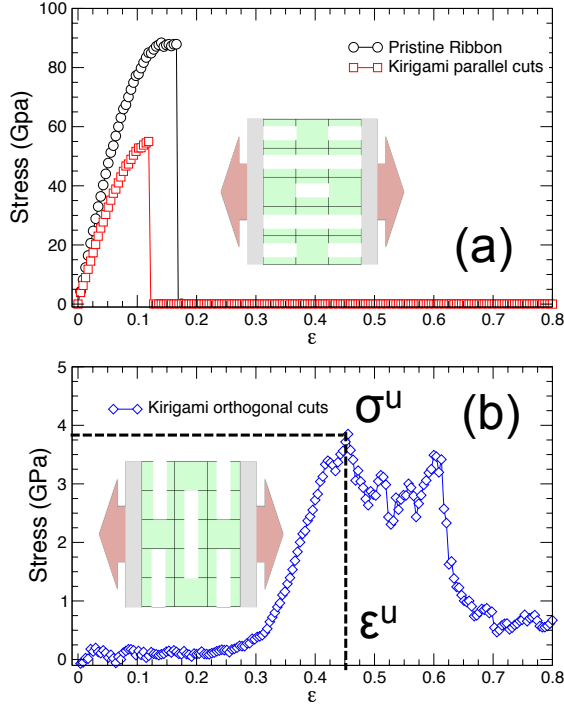 100
80
60
40
20
0
Stress (Gpa)
Pristine Ribbon
Kirigami parallel cuts
(a)
0 0.1 0.2 0.3 0.4 0.5 0.6 0.7 0.8
ε
5
4
3
2
1
0
Stress (GPa)
Kirigami orthogonal cuts
σᵘ
(b)
εᵘ
0 0.1 0.2 0.3 0.4 0.5 0.6 0.7 0.8
ε